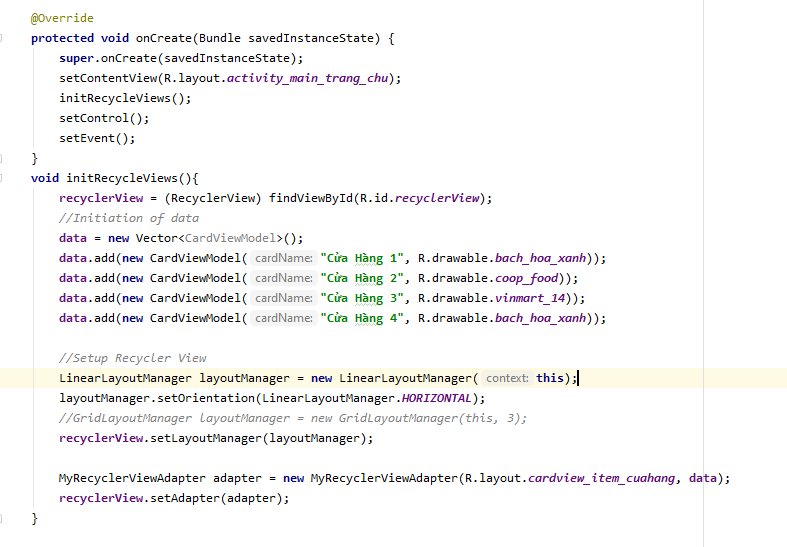 @Override
protected void onCreate(Bundle savedInstanceState) {
super.onCreate(savedInstanceState);
setContentView(R.layout.activity_main_trang_chu);
initRecycleViews();
setControl();
setEvent();
}
void initRecycleViews(){
recyclerView = (RecyclerView) findViewById(R.id.recyclerView);
//Initiation of data
data = new Vector<CardViewModel>();
data.add(new CardViewModel( cardName: "Cửa Hàng 1", R.drawable.bach_hoa_xanh));
data.add(new CardViewModel( cardName: "Cửa Hàng 2", R.drawable.coop_food));
data.add(new CardViewModel( cardName: "Cửa Hàng 3", R.drawable.vinmart_14));
data.add(new CardViewModel( cardName: "Cửa Hàng 4", R.drawable.bach_hoa_xanh));
//Setup Recycler View
LinearLayoutManager layoutManager = new LinearLayoutManager( context: this);
layoutManager.setOrientation(LinearLayoutManager.HORIZONTAL);
//GridLayoutManager layoutManager = new GridLayoutManager(this, 3);
recyclerView.setLayoutManager(layoutManager);
MyRecyclerViewAdapter adapter = new MyRecyclerViewAdapter(R.layout.cardview_item_cuahang, data);
recyclerView.setAdapter(adapter);
}